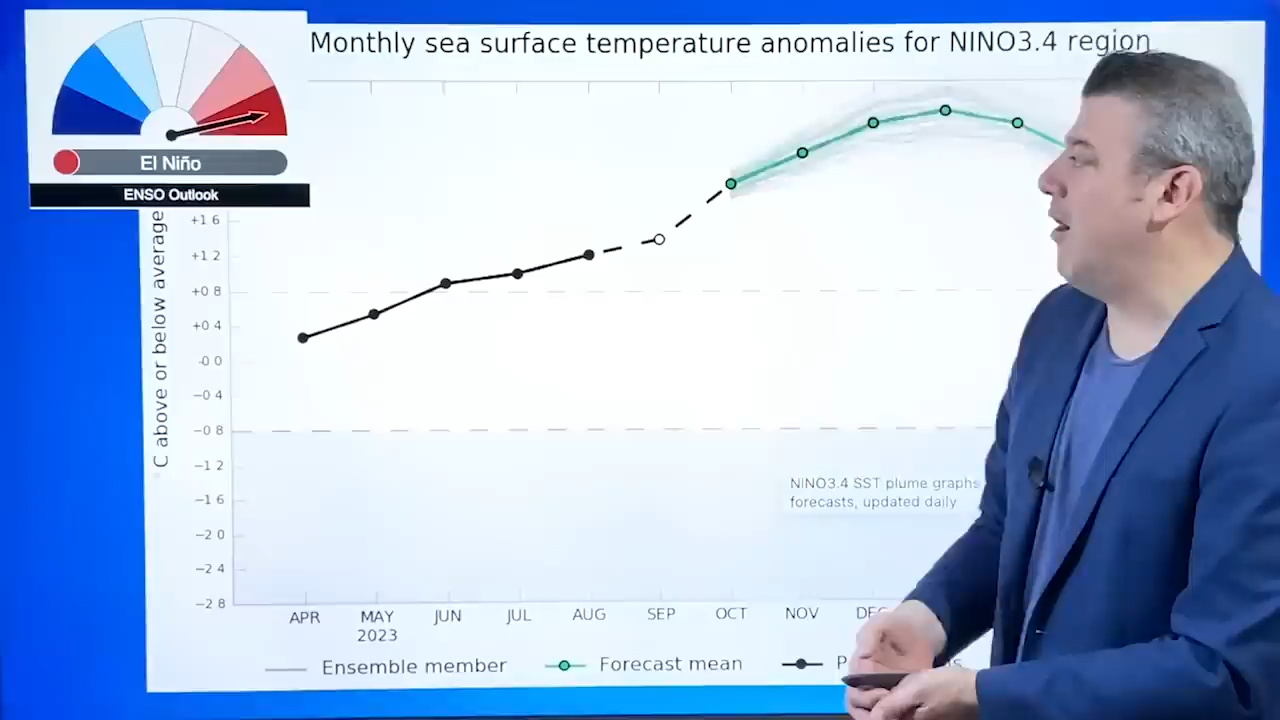 Monthly sea surface temperature anomalies for NINO3.4 region
El Niño
ENSO Outlook
C above or below average
+1 6
+1 2
+0 8
+0 4
-0 0
−0 4
−0 8
−1 2
−1 6
−2 0
−2 4
−2 8
NINO3.4 SST plume graphs
forecasts, updated daily
APR MAY JUN JUL AUG SEP OCT NOV DEC
2023
Ensemble member Forecast mean